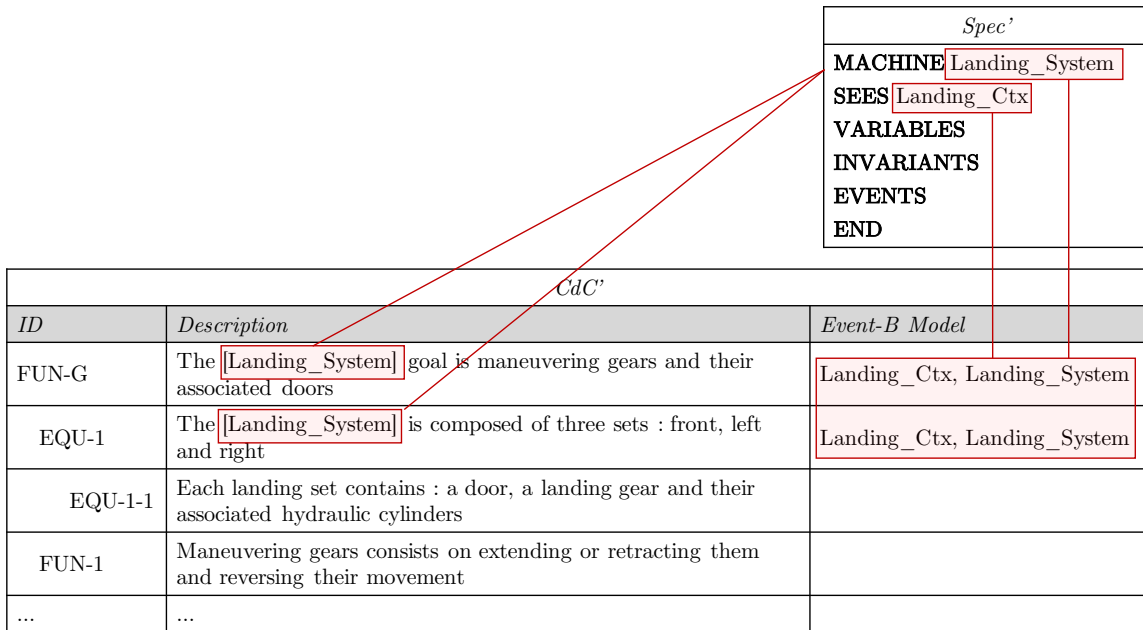 Spec’
MACHINE Landing_System
SEES Landing_Ctx
VARIABLES
INVARIANTS
EVENTS
END
CdC’
ID Description Event-B Model
FUN-G The [Landing_System] goal is maneuvering gears and their associated doors Landing_Ctx, Landing_System
EQU-1 The [Landing_System] is composed of three sets : front, left and right Landing_Ctx, Landing_System
EQU-1-1 Each landing set contains : a door, a landing gear and their associated hydraulic cylinders
FUN-1 Maneuvering gears consists on extending or retracting them and reversing their movement
... ...